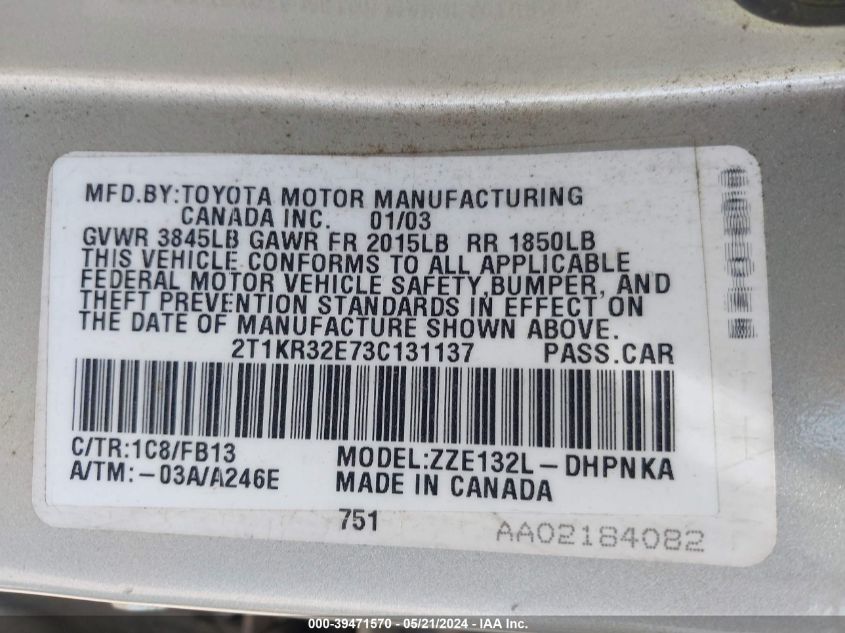 MFD.BY:TOYOTA MOTOR MANUFACTURING
CANADA INC. 01/03
GVWR 3845LB GAWR FR 2015LB RR 1850LB
THIS VEHICLE CONFORMS TO ALL APPLICABLE
FEDERAL MOTOR VEHICLE SAFETY,BUMPER, AND
THEFT PREVENTION STANDARDS IN EFFECT ON
THE DATE OF MANUFACTURE SHOWN ABOVE.
2T1KR32E73C131137 PASS.CAR
C/TR:1C8/FB13 MODEL:ZZE132L-DHPNKA
A/TM:-03A/A246E MADE IN CANADA
751 AA02184082
000-39471570 | 05/21/2024 | IAA Inc.